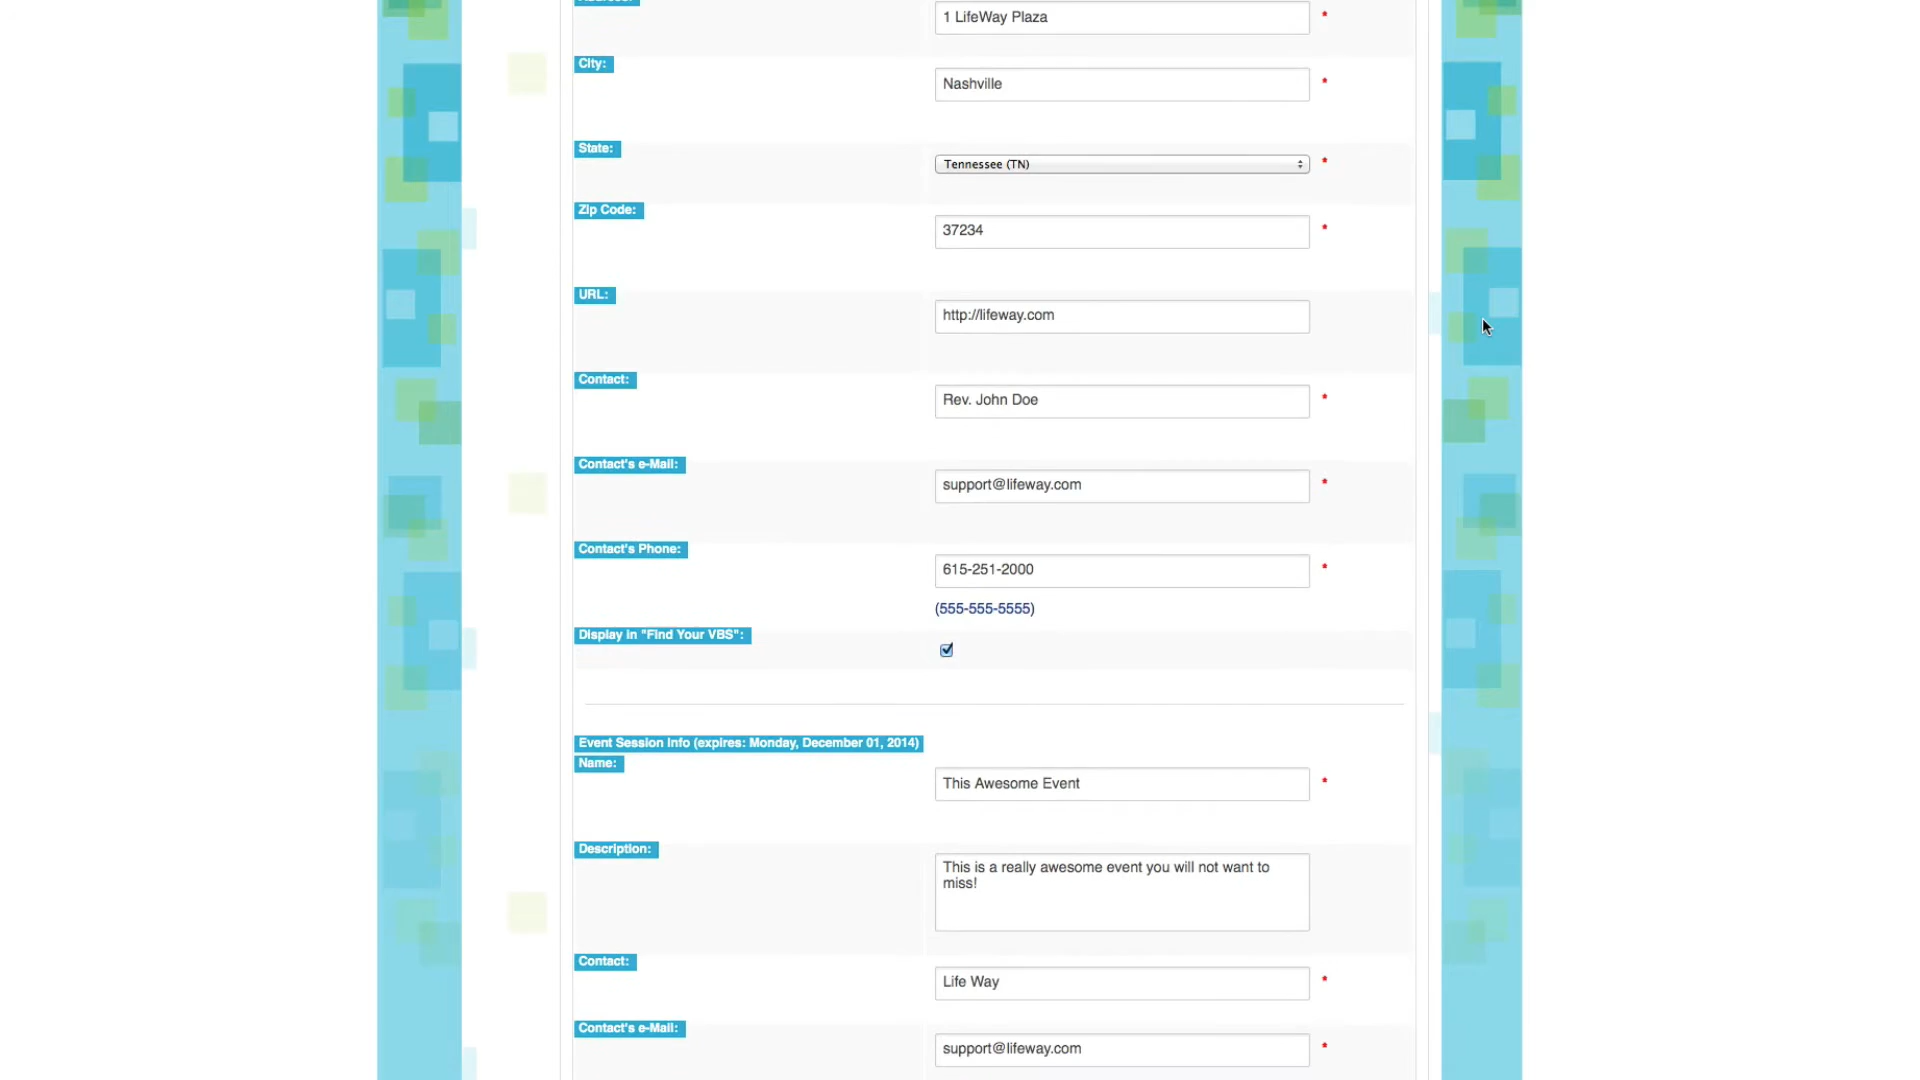 1 LifeWay Plaza *
City:
Nashville *
State:
Tennessee (TN) *
Zip Code:
37234 *
URL:
http://lifeway.com
Contact:
Rev. John Doe *
Contact's e-Mail:
support@lifeway.com *
Contact's Phone:
615-251-2000 *
(555-555-5555)
Display in "Find Your VBS":
Event Session Info (expires: Monday, December 01, 2014)
Name:
This Awesome Event *
Description:
This is a really awesome event you will not want to
miss!
Contact:
Life Way *
Contact's e-Mail:
support@lifeway.com *